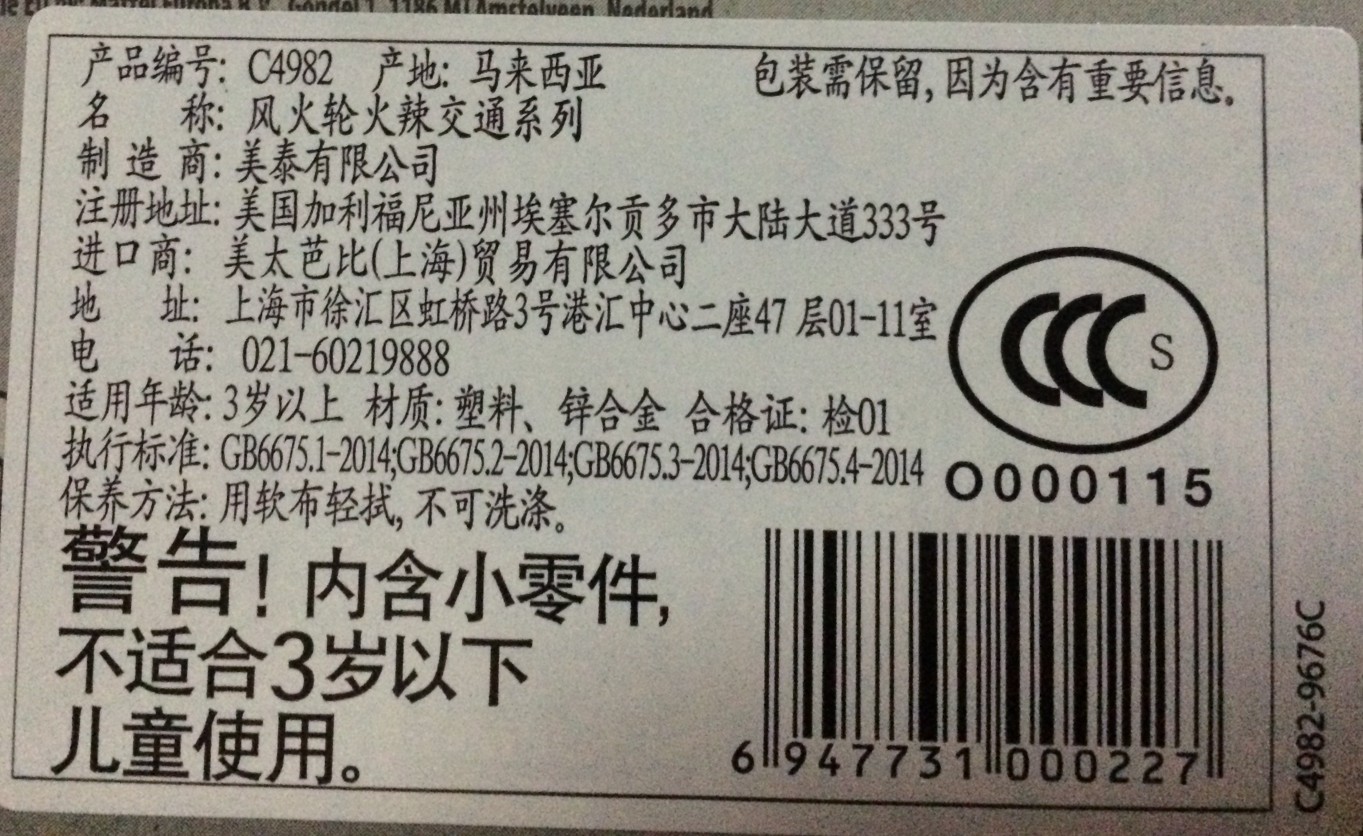 Mattel Europa B.V., Gondel 1, 1186 MJ Amstelveen, Nederland
产品编号: C4982 产地: 马来西亚 包装需保留, 因为含有重要信息。
名 称: 风火轮火辣交通系列
制 造 商: 美泰有限公司
注册地址: 美国加利福尼亚州埃塞尔贡多市大陆大道333号
进口商: 美太芭比(上海)贸易有限公司
地 址: 上海市徐汇区虹桥路3号港汇中心二座47 层01-11室
电 话: 021-60219888
适用年龄: 3岁以上 材质: 塑料、锌合金 合格证: 检01
执行标准: GB6675.1-2014;GB6675.2-2014;GB6675.3-2014;GB6675.4-2014
保养方法: 用软布轻拭, 不可洗涤。
CCC S
O000115
警告! 内含小零件,
不适合3岁以下
儿童使用。
6 947731 000227
C4982-9676C